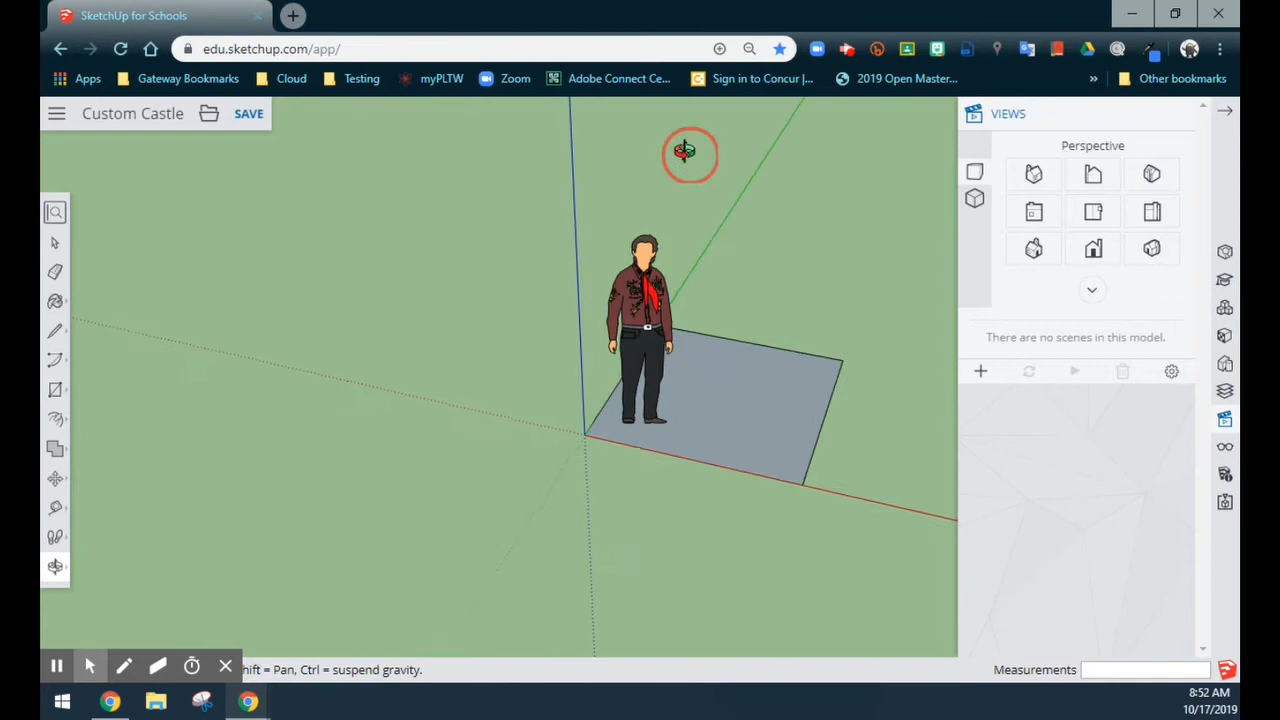 SketchUp for Schools
edu.sketchup.com/app/
Apps Gateway Bookmarks Cloud Testing myPLTW Zoom Adobe Connect Ce... Sign in to Concur |... 2019 Open Master... » Other bookmarks
Custom Castle SAVE
VIEWS
Perspective
There are no scenes in this model.
hift = Pan, Ctrl = suspend gravity.
Measurements
8:52 AM
10/17/2019